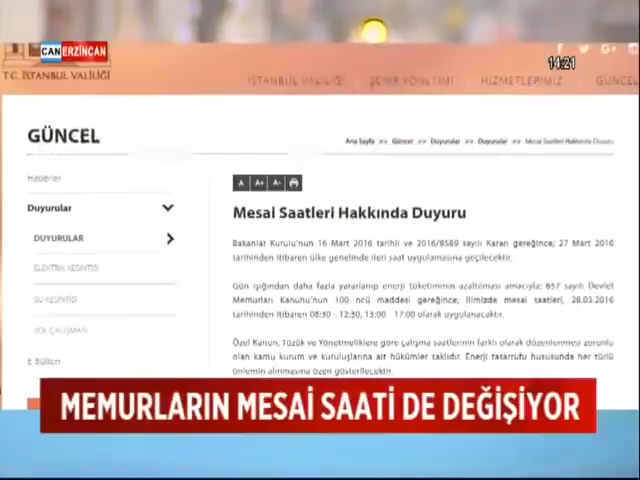 CANERZİNCAN
14:21
T.C. İSTANBUL VALİLİĞİ
İSTANBUL VALİLİĞİ ŞEHİR YÖNETİMİ HİZMETLERİMİZ GÜNCEL
GÜNCEL
Ana Sayfa >> Güncel >> Duyurular >> Duyurular >> Mesai Saatleri Hakkında Duyuru
Haberler
Duyurular
DUYURULAR
ELEKTRİK KESİNTİSİ
SU KESİNTİSİ
YOL ÇALIŞMASI
E-Bülten
A A+ A-
Mesai Saatleri Hakkında Duyuru
Bakanlar Kurulu'nun 16 Mart 2016 tarihli ve 2016/8589 sayılı Kararı gereğince; 27 Mart 2016
tarihinden itibaren ülke genelinde ileri saat uygulamasına geçilecektir.
Gün ışığından daha fazla yararlanıp enerji tüketiminin azaltılması amacıyla; 657 sayılı Devlet
Memurları Kanunu'nun 100 ncü maddesi gereğince; İlimizde mesai saatleri, 28.03.2016
tarihinden itibaren 08:30 - 12:30, 13:00 - 17:00 olarak uygulanacaktır.
Özel Kanun, Tüzük ve Yönetmeliklere göre çalışma saatlerinin farklı olarak düzenlenmesi zorunlu
olan kamu kurum ve kuruluşlarına ait hükümler saklıdır. Enerji tasarrufu hususunda her türlü
önlemin alınmasına özen gösterilecektir.
MEMURLARIN MESAİ SAATİ DE DEĞİŞİYOR